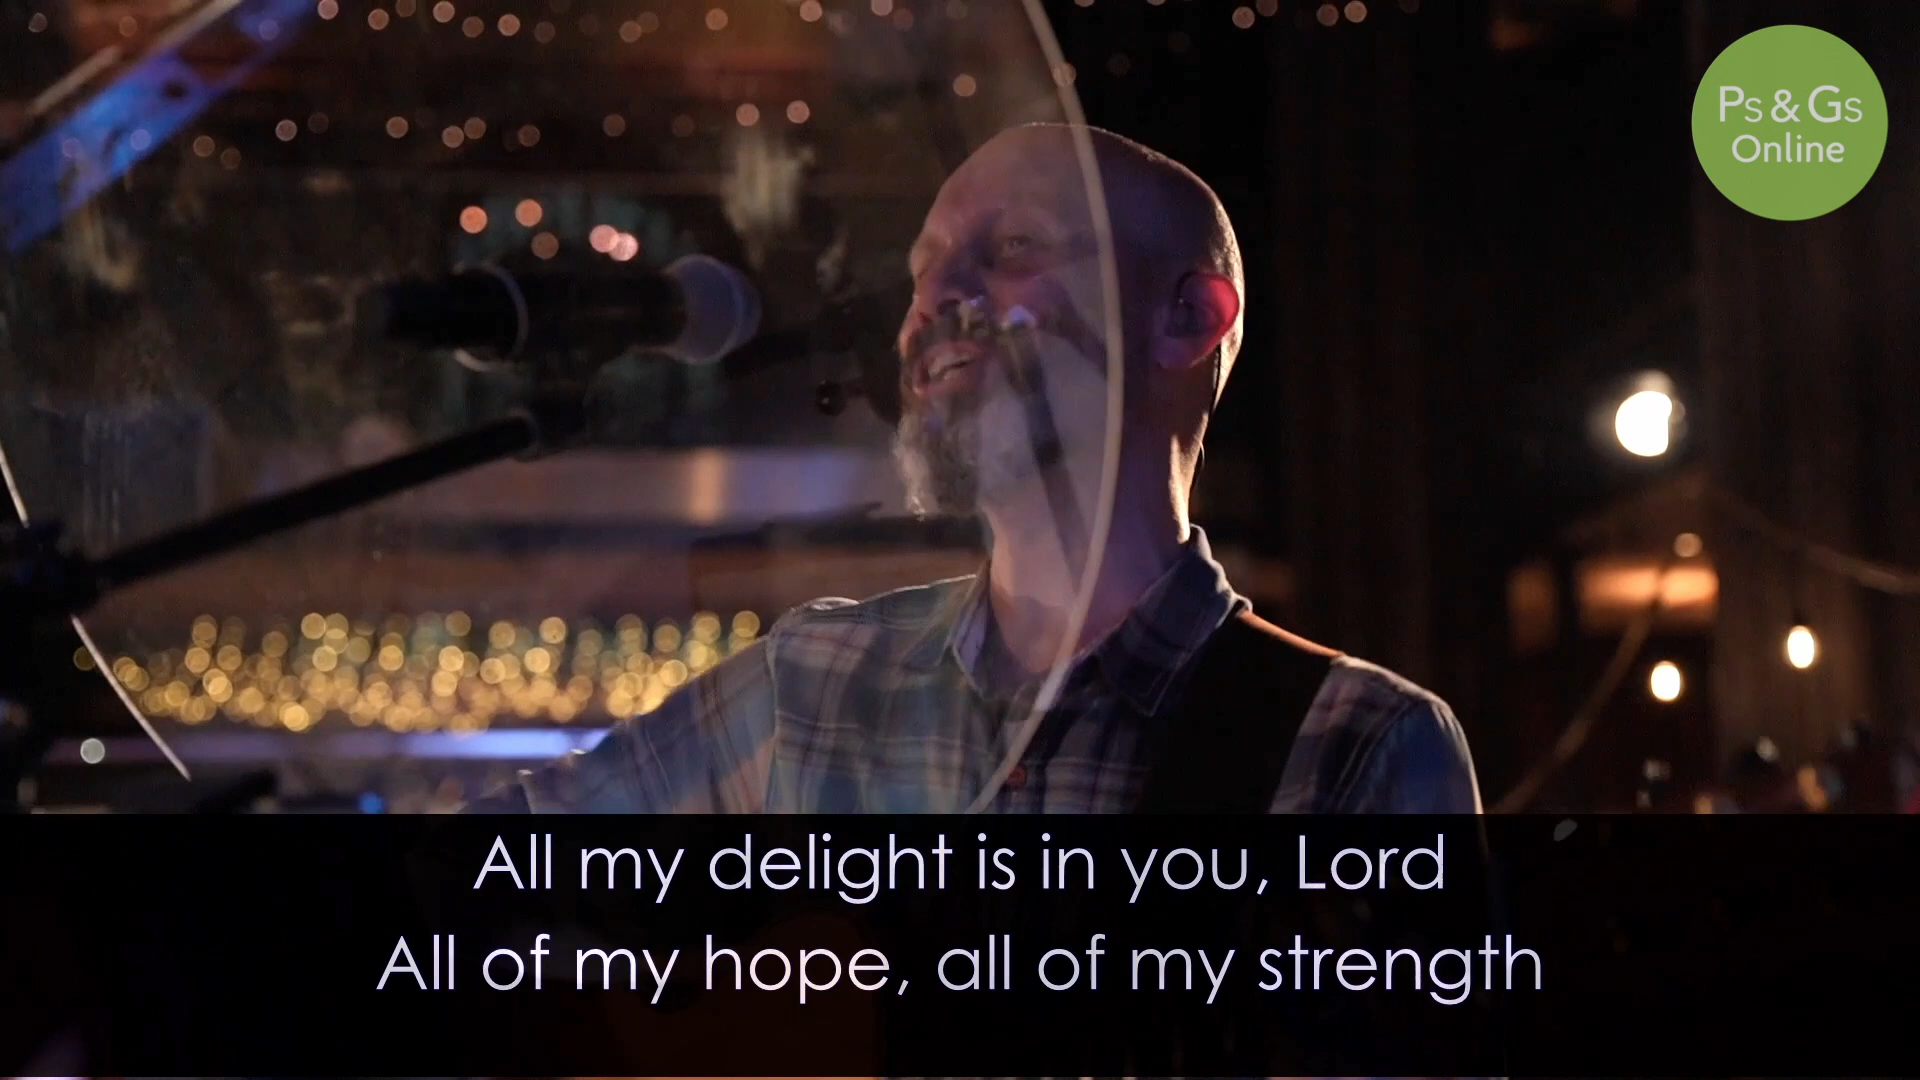 Ps & Gs
Online
All my delight is in you, Lord
All of my hope, all of my strength